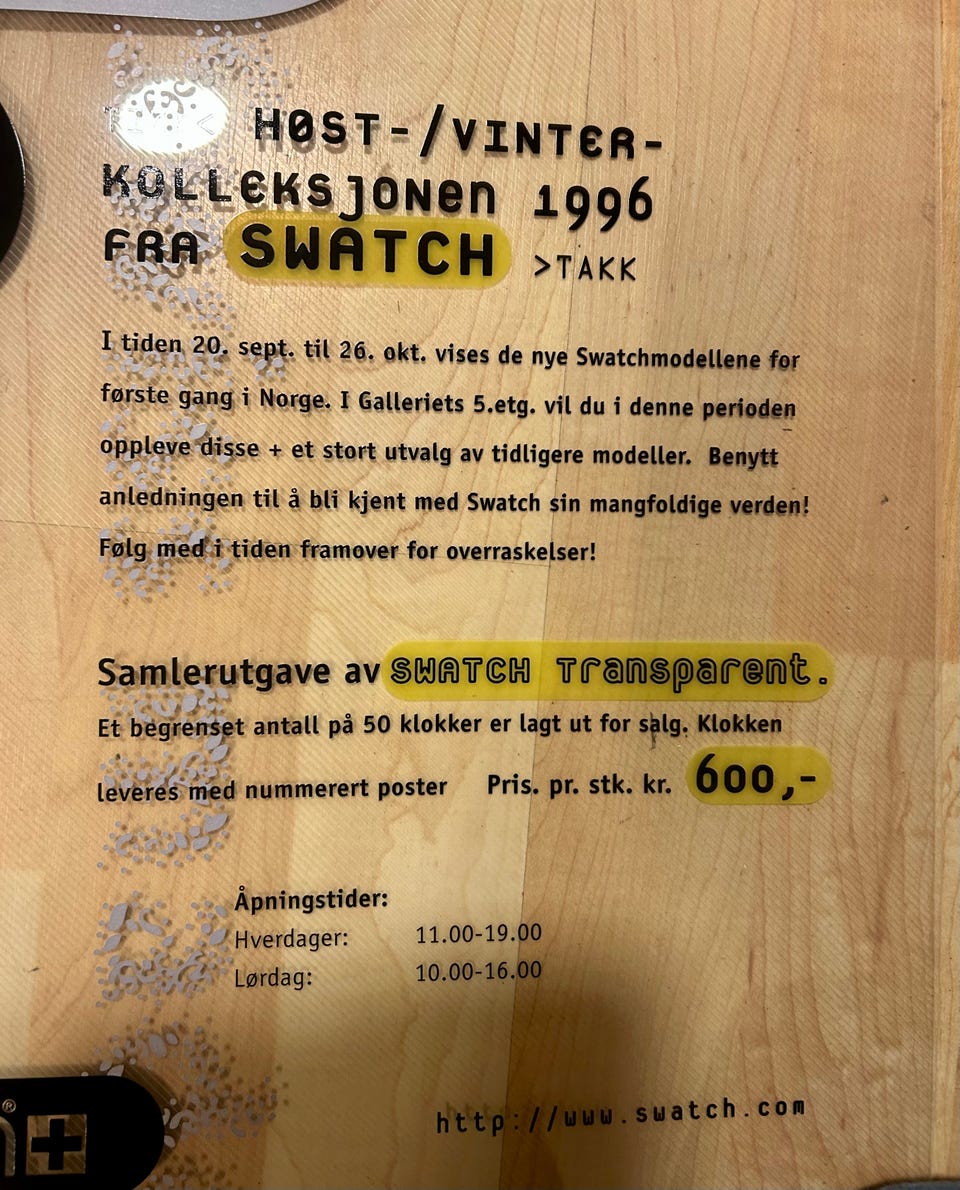 HØST-/VINTER-
KOLLEKSJONEN 1996
FRA SWATCH >TAKK
I tiden 20. sept. til 26. okt. vises de nye Swatchmodellene for
første gang i Norge. I Galleriets 5.etg. vil du i denne perioden
oppleve disse + et stort utvalg av tidligere modeller. Benytt
anledningen til å bli kjent med Swatch sin mangfoldige verden!
Følg med i tiden framover for overraskelser!
Samlerutgave av SWATCH Transparent.
Et begrenset antall på 50 klokker er lagt ut for salg. Klokken
leveres med nummerert poster Pris. pr. stk. kr. 600,-
Åpningstider:
Hverdager: 11.00-19.00
Lørdag: 10.00-16.00
http://www.swatch.com